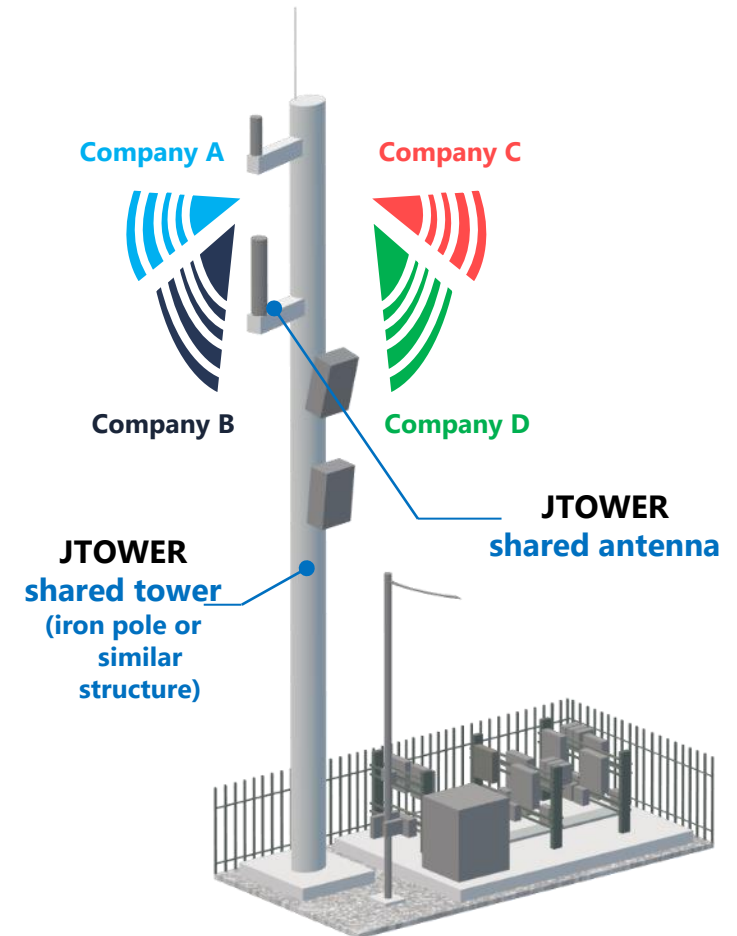 Company A
Company C
Company B
Company D
JTOWER
shared antenna
JTOWER
shared tower
(iron pole or
similar
structure)